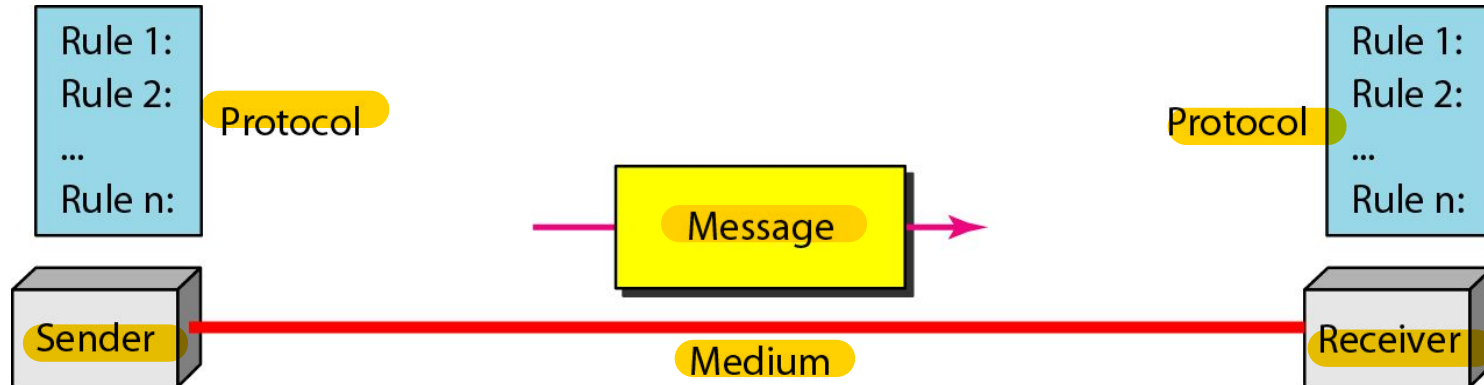 Rule 1:
Rule 2:
...
Rule n:
Protocol
Message
Protocol
Rule 1:
Rule 2:
...
Rule n:
Sender
Medium
Receiver